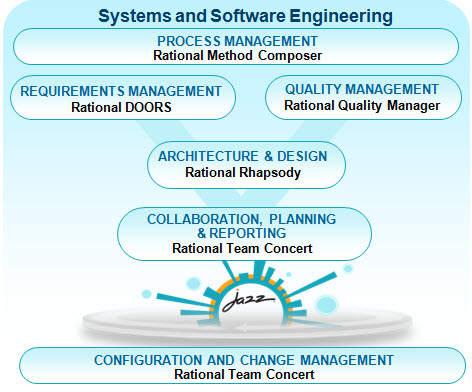 Systems and Software Engineering
PROCESS MANAGEMENT
Rational Method Composer
REQUIREMENTS MANAGEMENT
Rational DOORS
QUALITY MANAGEMENT
Rational Quality Manager
ARCHITECTURE & DESIGN
Rational Rhapsody
COLLABORATION, PLANNING
& REPORTING
Rational Team Concert
jazz
CONFIGURATION AND CHANGE MANAGEMENT
Rational Team Concert